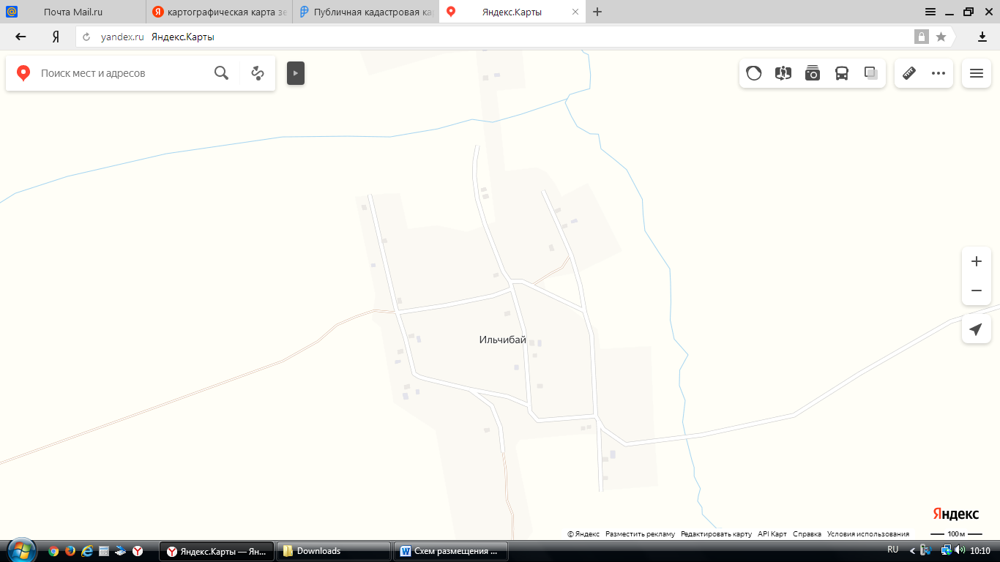 Почта Mail.ru
картографическая карта зе
Публичная кадастровая ка
Яндекс.Карты
Я yandex.ru Яндекс.Карты
Поиск мест и адресов
Ильчибай
Яндекс
© Яндекс Разместить рекламу Редактировать карту API Карт Справка Условия использования 100 м
Яндекс.Карты — Ян...
Downloads
Схем размещения ...
RU
10:10